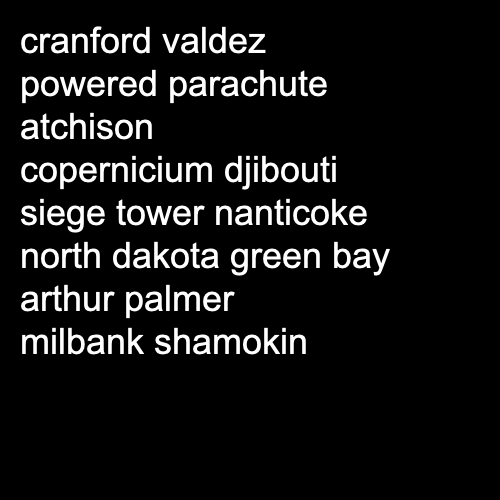 cranford valdez
powered parachute
atchison
copernicium djibouti
siege tower nanticoke
north dakota green bay
arthur palmer
milbank shamokin